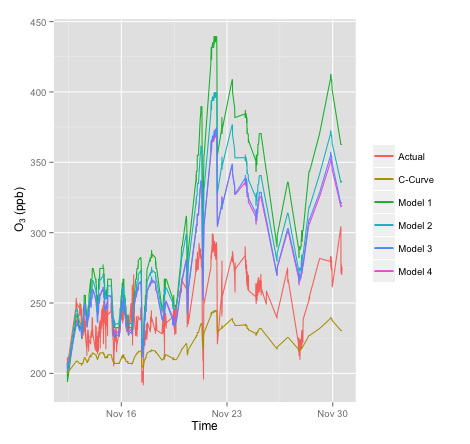 450
400
350
300
250
200
O₃ (ppb)
Nov 16
Nov 23
Nov 30
Time
Actual
C-Curve
Model 1
Model 2
Model 3
Model 4